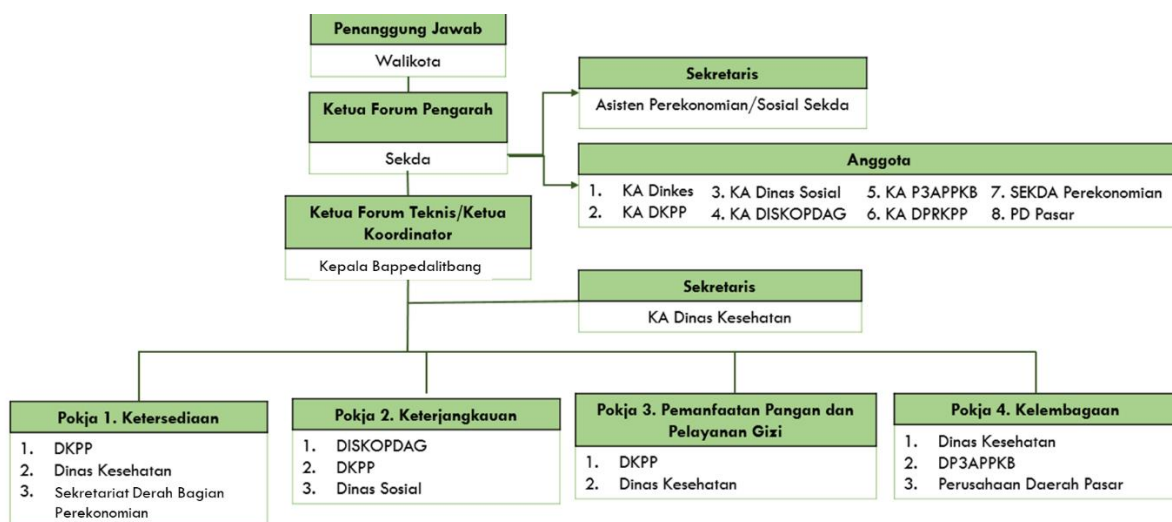 Penanggung Jawab
Walikota
Ketua Forum Pengarah
Sekda
Sekretaris
Asisten Perekonomian/Sosial Sekda
Anggota
1. KA Dinkes
2. KA DKPP
3. KA Dinas Sosial
4. KA DISKOPDAG
5. KA P3APPKB
6. KA DPRKPP
7. SEKDA Perekonomian
8. PD Pasar
Ketua Forum Teknis/Ketua
Koordinator
Kepala Bappedalitbang
Sekretaris
KA Dinas Kesehatan
Pokja 1. Ketersediaan
1. DKPP
2. Dinas Kesehatan
3. Sekretariat Derah Bagian
Perekonomian
Pokja 2. Keterjangkauan
1. DISKOPDAG
2. DKPP
3. Dinas Sosial
Pokja 3. Pemanfaatan Pangan dan
Pelayanan Gizi
1. DKPP
2. Dinas Kesehatan
Pokja 4. Kelembagaan
1. Dinas Kesehatan
2. DP3APPKB
3. Perusahaan Daerah Pasar